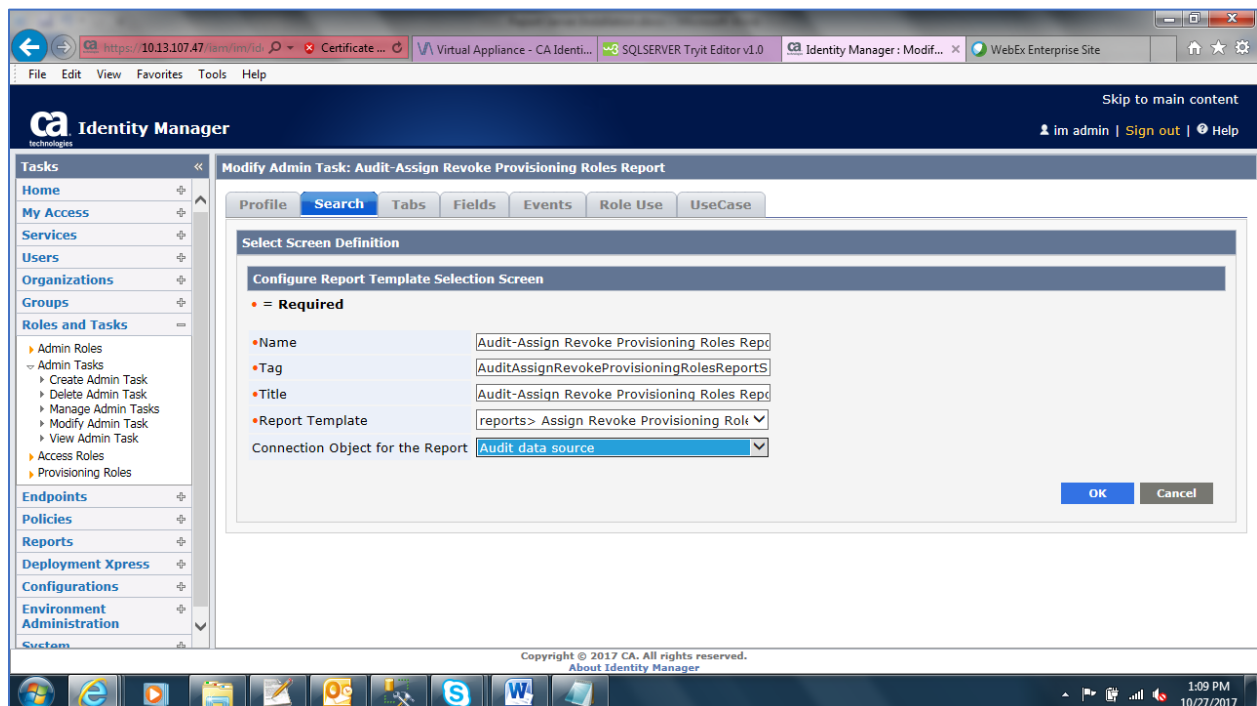 https://10.13.107.47/iam/im/id
Certificate ...
Virtual Appliance - CA Identi...
SQLSERVER Tryit Editor v1.0
Identity Manager : Modif...
WebEx Enterprise Site
File Edit View Favorites Tools Help
Skip to main content
ca technologies
Identity Manager
im admin | Sign out | Help
Tasks
Modify Admin Task: Audit-Assign Revoke Provisioning Roles Report
Home
My Access
Services
Users
Organizations
Groups
Roles and Tasks
Admin Roles
Admin Tasks
Create Admin Task
Delete Admin Task
Manage Admin Tasks
Modify Admin Task
View Admin Task
Access Roles
Provisioning Roles
Endpoints
Policies
Reports
Deployment Xpress
Configurations
Environment Administration
System
Profile Search Tabs Fields Events Role Use UseCase
Select Screen Definition
Configure Report Template Selection Screen
• = Required
•Name Audit-Assign Revoke Provisioning Roles Repo
•Tag AuditAssignRevokeProvisioningRolesReportS
•Title Audit-Assign Revoke Provisioning Roles Repo
•Report Template reports> Assign Revoke Provisioning Role
Connection Object for the Report Audit data source
OK Cancel
Copyright © 2017 CA. All rights reserved.
About Identity Manager
1:09 PM
10/27/2017